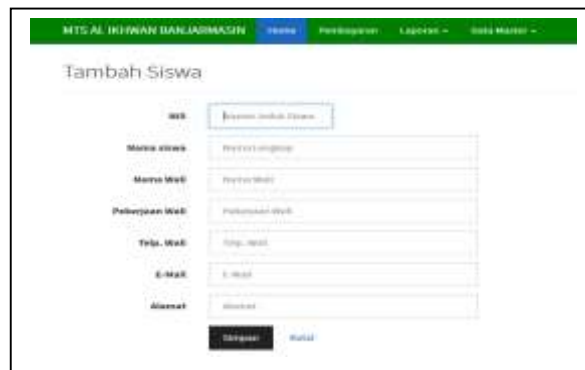 MTS AL IKHWAN BANJARMASIN Home Pembayaran Laporan Data Master
Tambah Siswa
NIS Nomor Induk Siswa
Nama siswa Nama Lengkap
Nama Wali Nama Wali
Pekerjaan Wali Pekerjaan Wali
Telp. Wali Telp. Wali
E-Mail E-Mail
Alamat Alamat
Simpan Batal